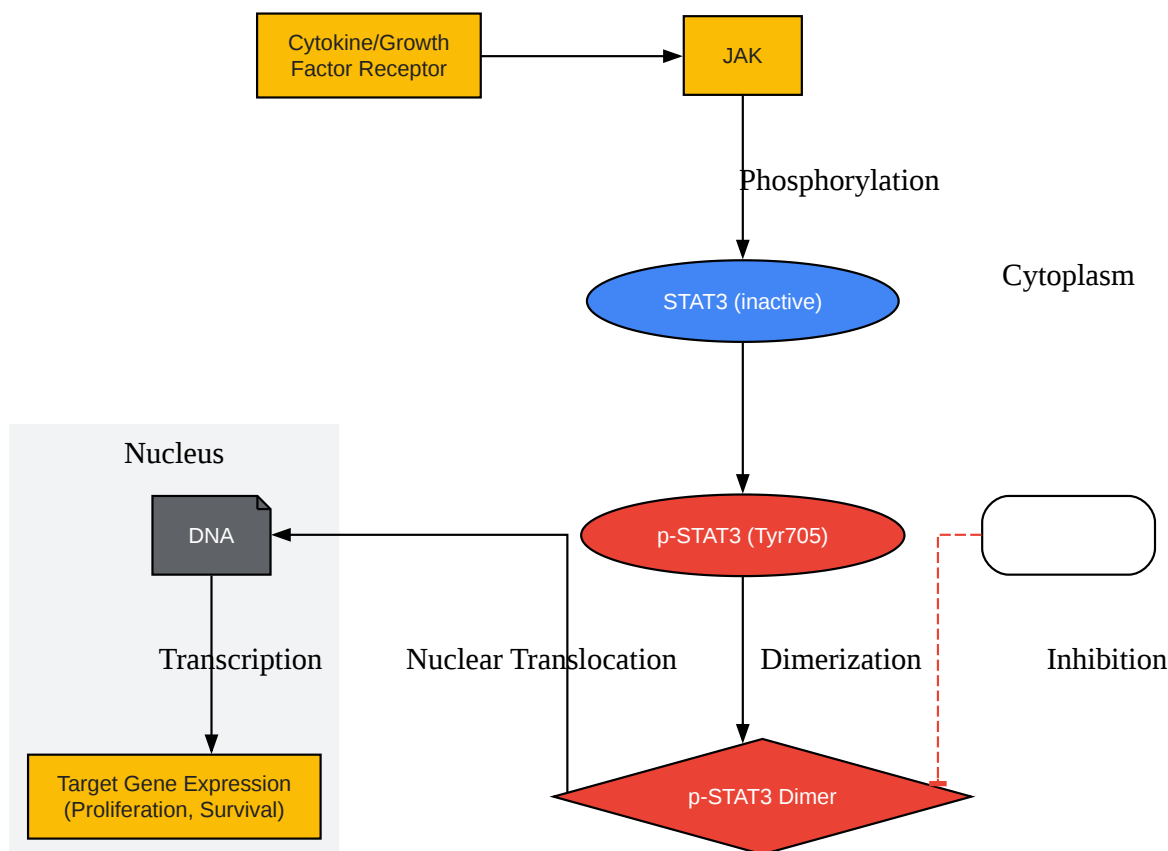 Cytokine/Growth
Factor Receptor
JAK
Phosphorylation
STAT3 (inactive)
Cytoplasm
Nucleus
DNA
p-STAT3 (Tyr705)
Transcription
Nuclear Translocation
Dimerization
Inhibition
Target Gene Expression
(Proliferation, Survival)
p-STAT3 Dimer